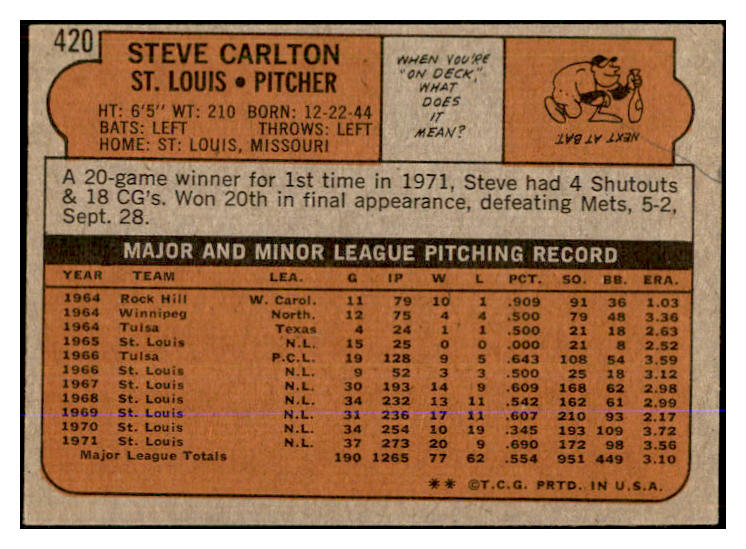 420
STEVE CARLTON
ST. LOUIS • PITCHER
HT: 6'5" WT: 210 BORN: 12-22-44
BATS: LEFT THROWS: LEFT
HOME: ST: LOUIS, MISSOURI
WHEN YOU'RE
"ON DECK,"
WHAT
DOES
IT
MEAN?
NEXT AT BAT.
A 20-game winner for 1st time in 1971, Steve had 4 Shutouts
& 18 CG's. Won 20th in final appearance, defeating Mets, 5-2,
Sept. 28.
MAJOR AND MINOR LEAGUE PITCHING RECORD
YEAR TEAM LEA. G IP W L PCT. SO. BB. ERA.
1964 Rock Hill W. Carol. 11 79 10 1 .909 91 36 1.03
1964 Winnipeg North. 12 75 4 4 .500 79 48 3.36
1964 Tulsa Texas 4 24 1 1 .500 21 18 2.63
1965 St. Louis N.L. 15 25 0 0 .000 21 8 2.52
1966 Tulsa P.C.L. 19 128 9 5 .643 108 54 3.59
1966 St. Louis N.L. 9 52 3 3 .500 25 18 3.12
1967 St. Louis N.L. 30 193 14 9 .609 168 62 2.98
1968 St. Louis N.L. 34 232 13 11 .542 162 61 2.99
1969 St. Louis N.L. 31 236 17 11 .607 210 93 2.17
1970 St. Louis N.L. 34 254 10 19 .345 193 109 3.72
1971 St. Louis N.L. 37 273 20 9 .690 172 98 3.56
Major League Totals 190 1265 77 62 .554 951 449 3.10
** ©T.C.G. PRTD. IN U.S.A.